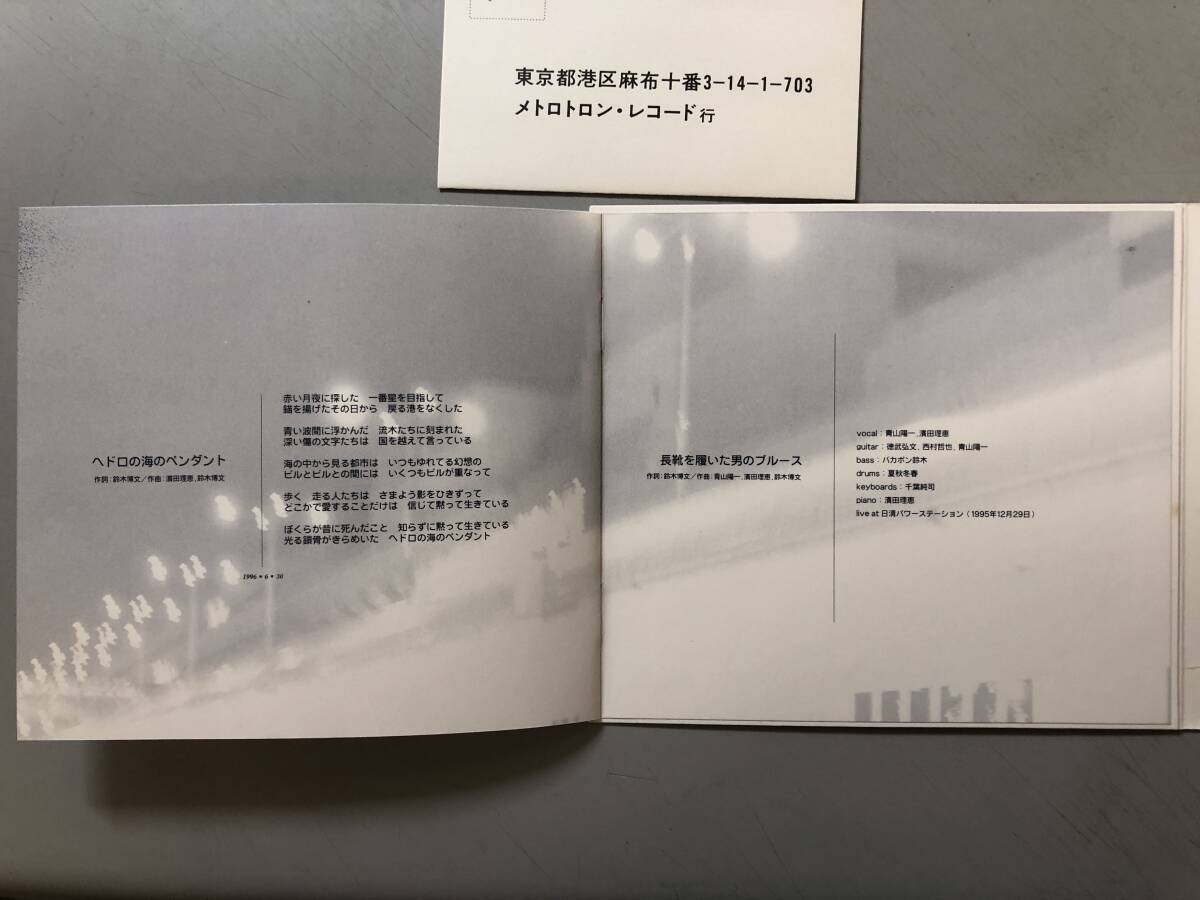 東京都港区麻布十番3-14-1-703
メトロトロン・レコード 行
ヘドロの海のペンダント
作詞：鈴木博文／作曲：濱田理恵、鈴木博文
赤い月夜に探した　一番星を目指して
錨を揚げたその日から　戻る港をなくした
青い波間に浮かんだ　流木たちに刻まれた
深い傷の文字たちは　国を越えて言っている
海の中から見る都市は　いつもゆれてる幻想の
ビルとビルとの間には　いくつもビルが重なって
歩く　走る人たちは　さまよう影をひきずって
どこかで愛することだけは　信じて黙って生きている
ぼくらが昔に死んだこと　知らずに黙って生きている
光る鎖骨がきらめいた　ヘドロの海のペンダント
1996・6・30
長靴を履いた男のブルース
作詞：鈴木博文／作曲：青山陽一、濱田理恵、鈴木博文
vocal：青山陽一、濱田理恵
guitar：徳武弘文、西村哲也、青山陽一
bass：バカボン鈴木
drums：夏秋冬春
keyboards：千葉純司
piano：濱田理恵
live at 日清パワーステーション（1995年12月29日）